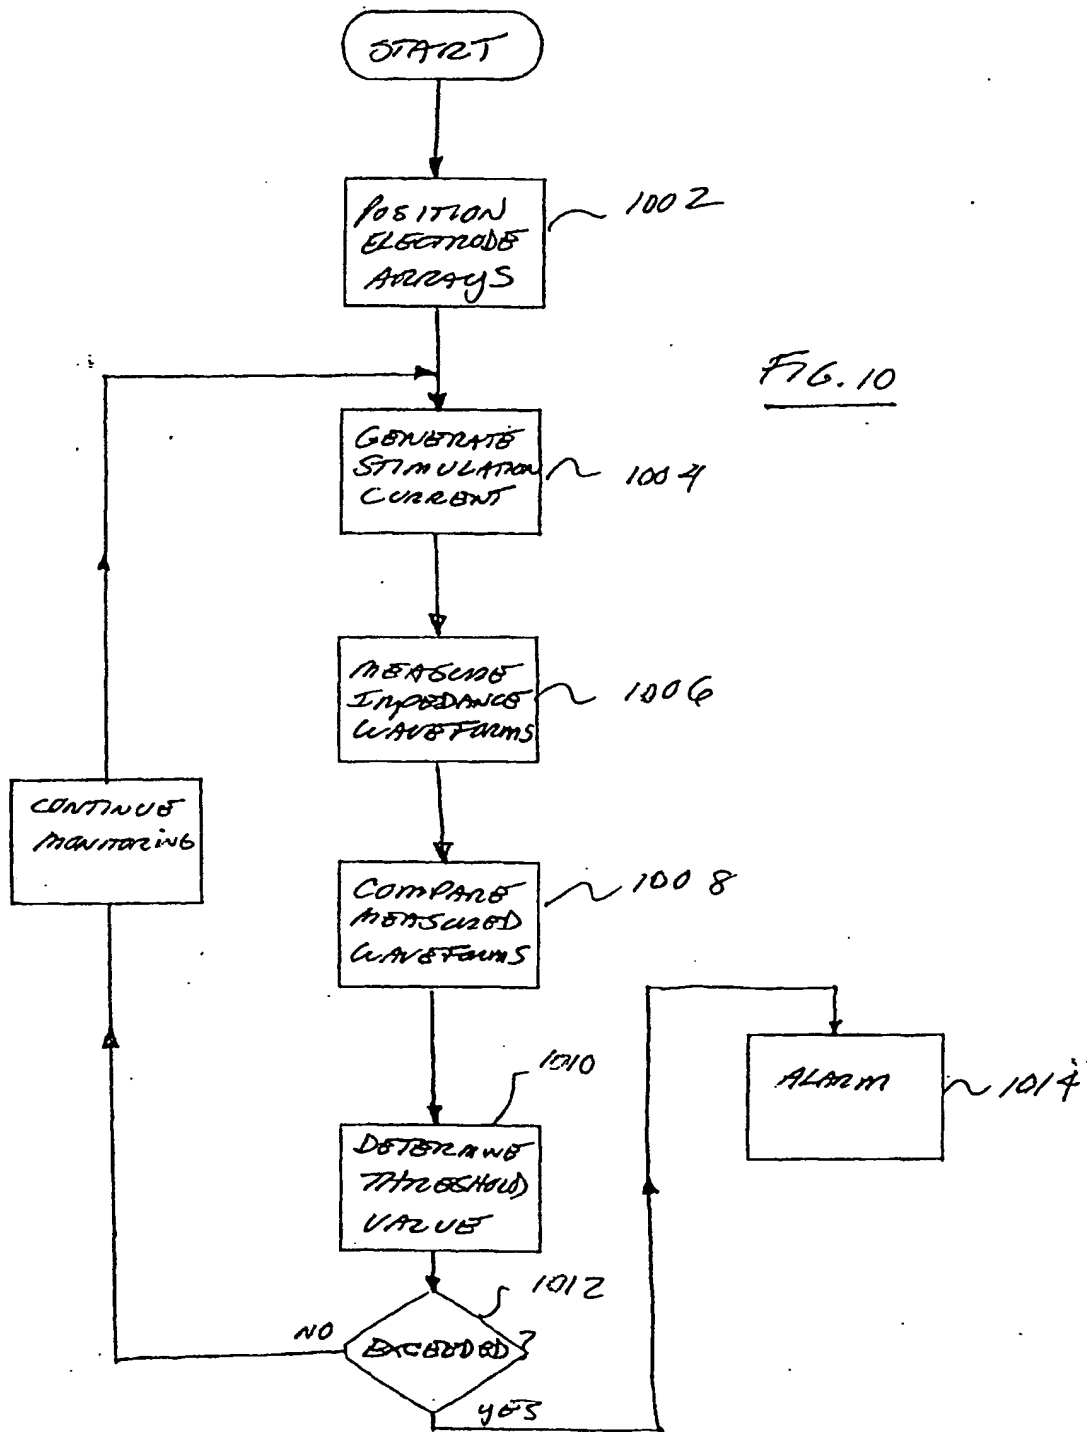 START
POSITION
ELECTRODE
ARRAYS
1002
FIG. 10
GENERATE
STIMULATION
CURRENT
1004
MEASURE
IMPEDANCE
WAVEFORMS
1006
CONTINUE
MONITORING
COMPARE
MEASURED
WAVEFORMS
1008
1010
DETERMINE
THRESHOLD
VALUE
ALARM
1014
1012
NO
EXCEEDED?
YES